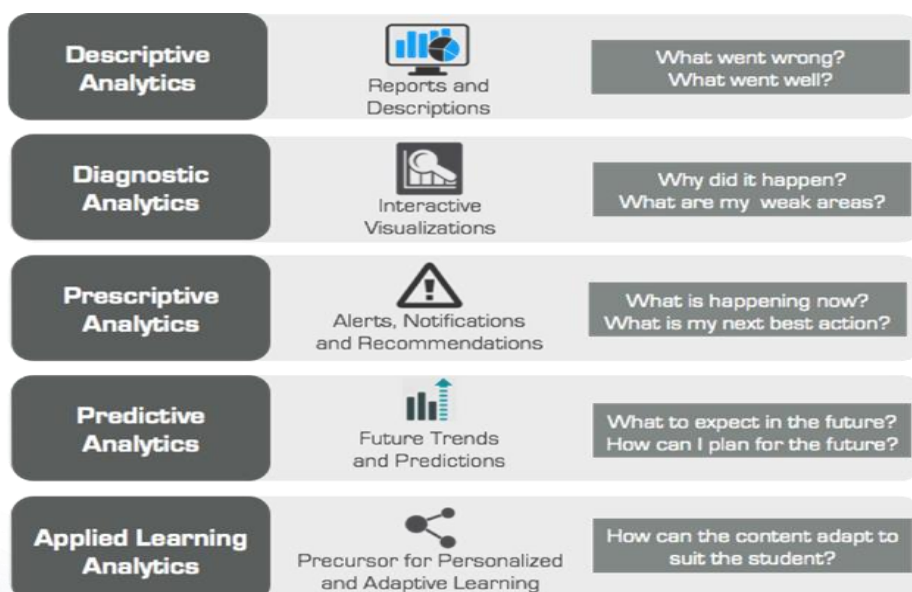 Descriptive
Analytics
Reports and
Descriptions
What went wrong?
What went well?
Diagnostic
Analytics
Interactive
Visualizations
Why did it happen?
What are my weak areas?
Prescriptive
Analytics
Alerts, Notifications
and Recommendations
What is happening now?
What is my next best action?
Predictive
Analytics
Future Trends
and Predictions
What to expect in the future?
How can I plan for the future?
Applied Learning
Analytics
Precursor for Personalized
and Adaptive Learning
How can the content adapt to
suit the student?